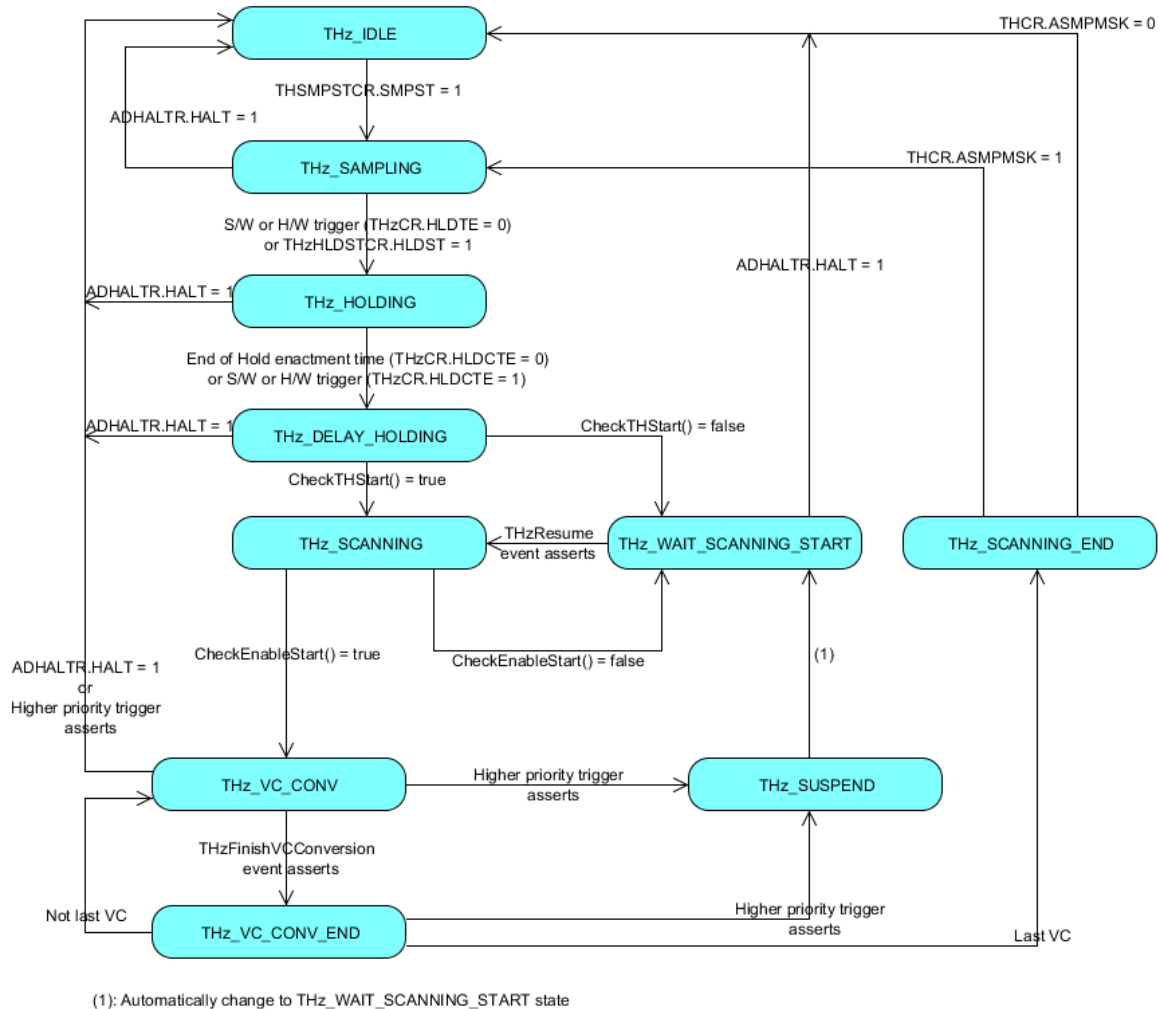 THz_IDLE
THCR.ASMPMSK = 0
THSMPSTCR.SMPST = 1
ADHALTR.HALT = 1
THz_SAMPLING
THCR.ASMPMSK = 1
S/W or H/W trigger (THzCR.HLDTE = 0)
or THzHLDSTCR.HLDST = 1
ADHALTR.HALT = 1
ADHALTR.HALT = 1
THz_HOLDING
End of Hold enactment time (THzCR.HLDCTE = 0)
or S/W or H/W trigger (THzCR.HLDCTE = 1)
ADHALTR.HALT = 1
THz_DELAY_HOLDING
CheckTHStart() = false
CheckTHStart() = true
THz_SCANNING
THzResume
event asserts
THz_WAIT_SCANNING_START
THz_SCANNING_END
CheckEnableStart() = true
CheckEnableStart() = false
(1)
ADHALTR.HALT = 1
or
Higher priority trigger
asserts
THz_VC_CONV
Higher priority trigger
asserts
THz_SUSPEND
THzFinishVCConversion
event asserts
Not last VC
THz_VC_CONV_END
Higher priority trigger
asserts
Last VC
(1): Automatically change to THz_WAIT_SCANNING_START state